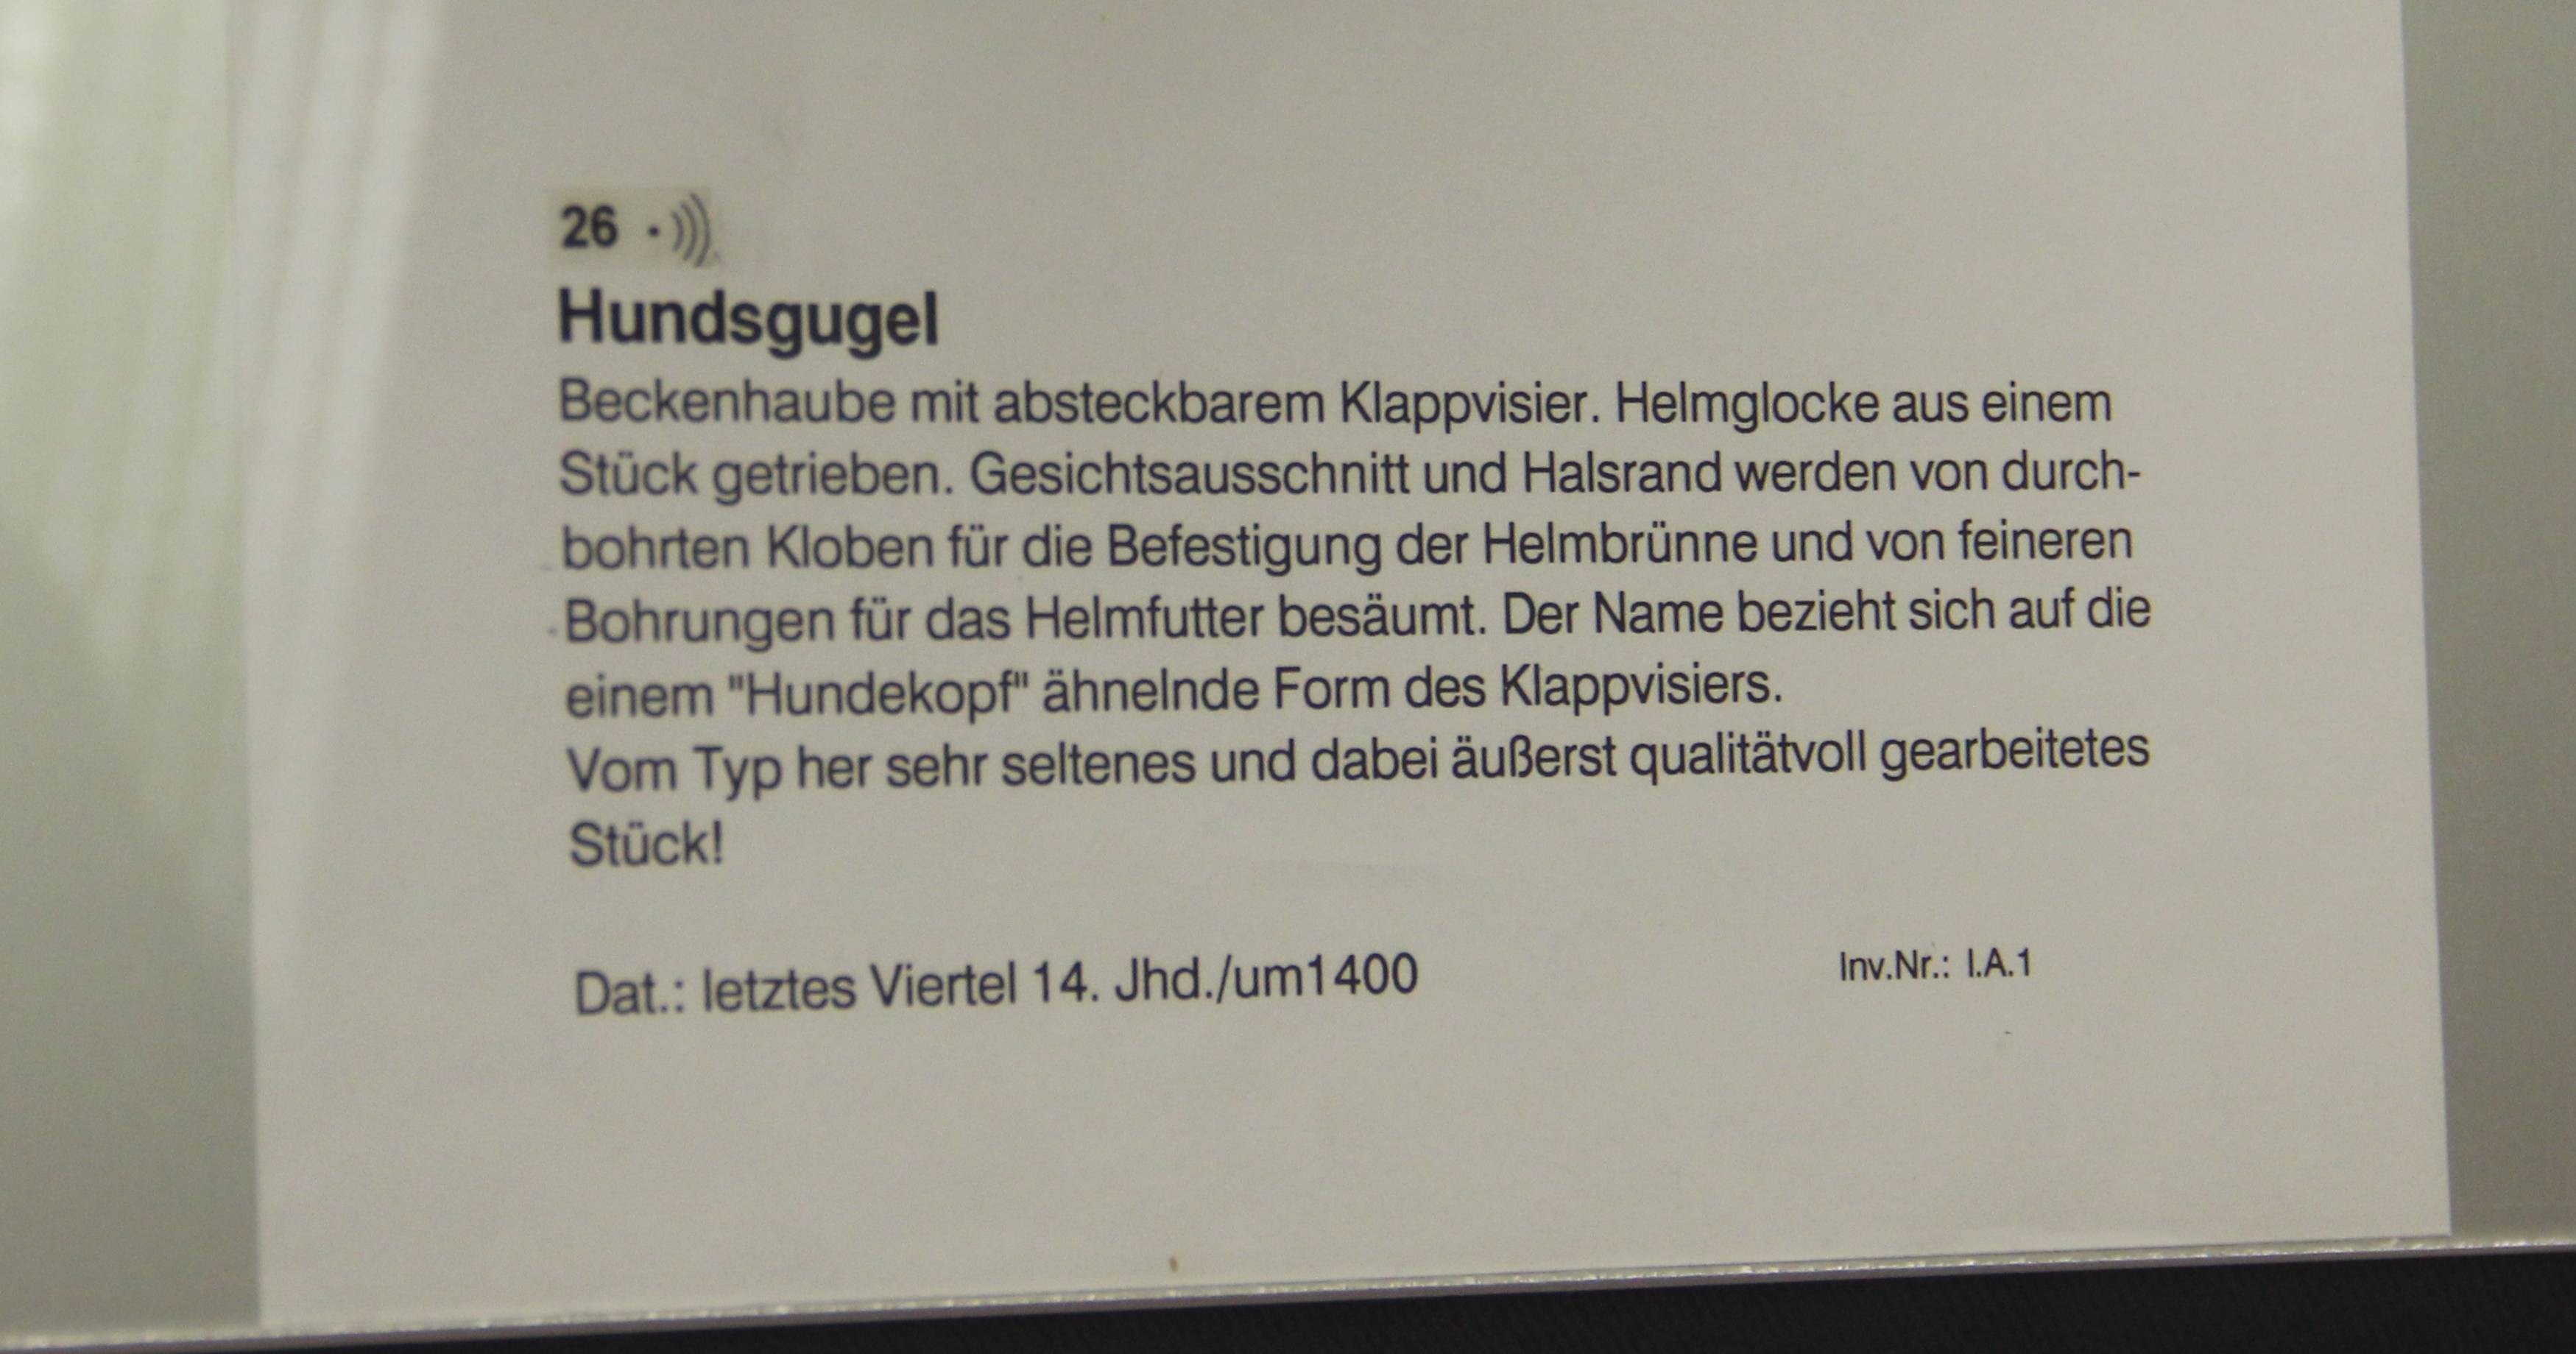 26
Hundsgugel
Beckenhaube mit absteckbarem Klappvisier. Helmglocke aus einem
Stück getrieben. Gesichtsausschnitt und Halsrand werden von durch-
bohrten Kloben für die Befestigung der Helmbrünne und von feineren
Bohrungen für das Helmfutter besäumt. Der Name bezieht sich auf die
einem "Hundekopf" ähnelnde Form des Klappvisiers.
Vom Typ her sehr seltenes und dabei äußerst qualitätvoll gearbeitetes
Stück!
Dat.: letztes Viertel 14. Jhd./um1400
Inv.Nr.: I.A.1